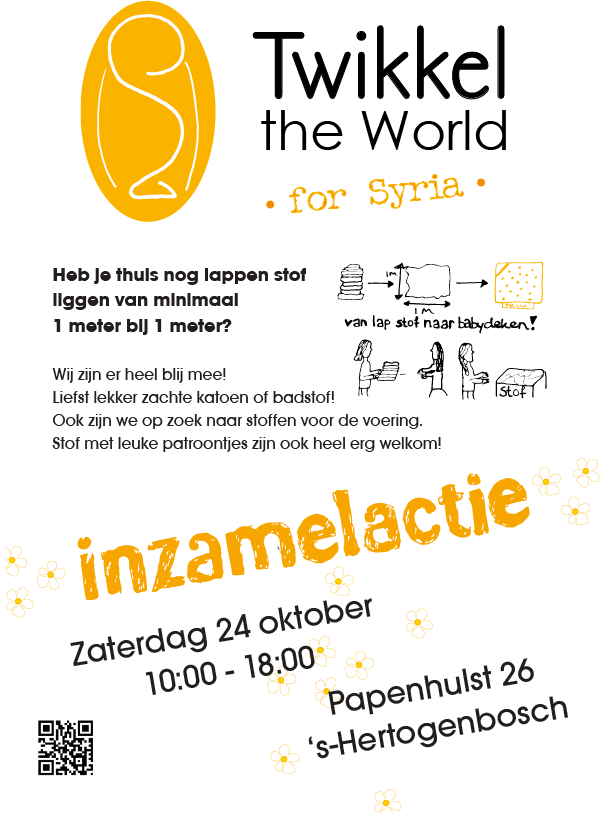 Twikkel
the World
• for Syria •
Heb je thuis nog lappen stof
liggen van minimaal
1 meter bij 1 meter?
1m
1M
van lap stof naar babydeken!
Stof
Wij zijn er heel blij mee!
Liefst lekker zachte katoen of badstof!
Ook zijn we op zoek naar stoffen voor de voering.
Stof met leuke patroontjes zijn ook heel erg welkom!
inzamelactie
Zaterdag 24 oktober
10:00 - 18:00
Papenhulst 26
‘s-Hertogenbosch